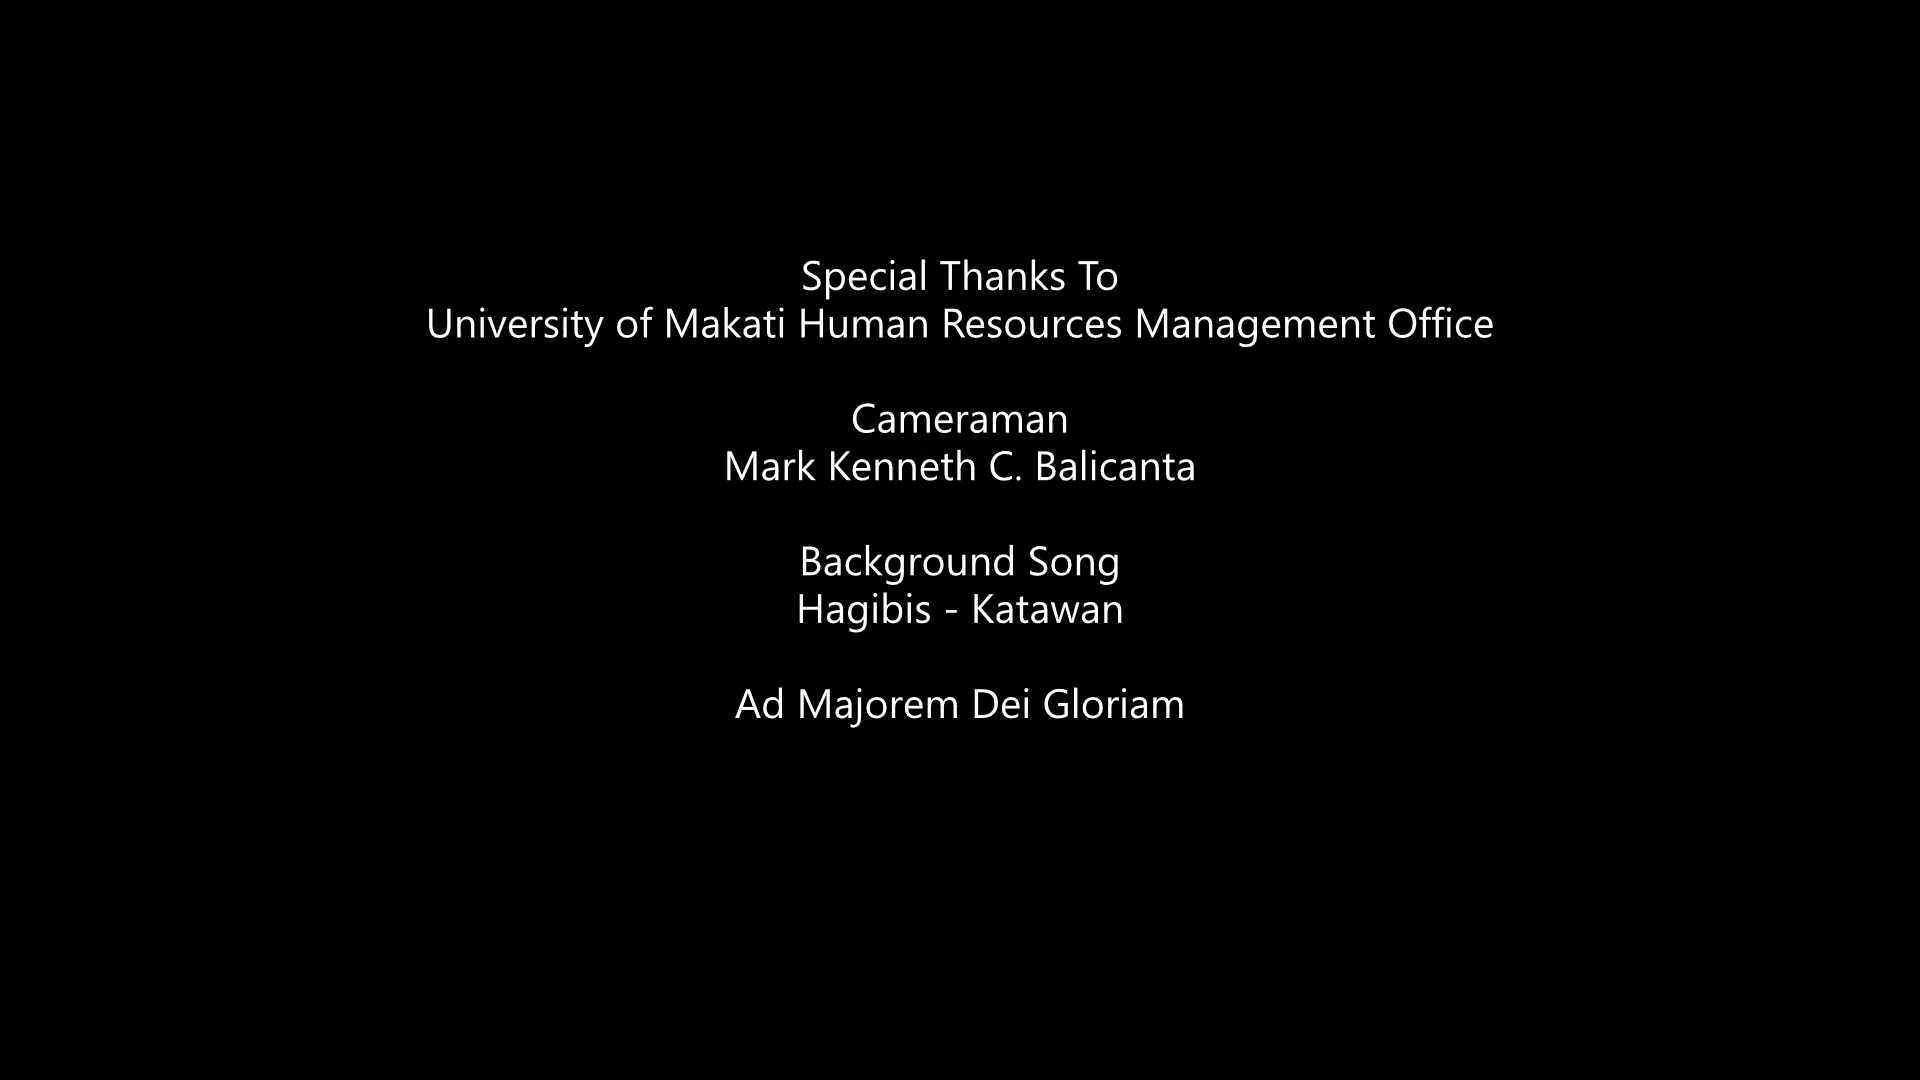 Special Thanks To
University of Makati Human Resources Management Office
Cameraman
Mark Kenneth C. Balicanta
Background Song
Hagibis - Katawan
Ad Majorem Dei Gloriam